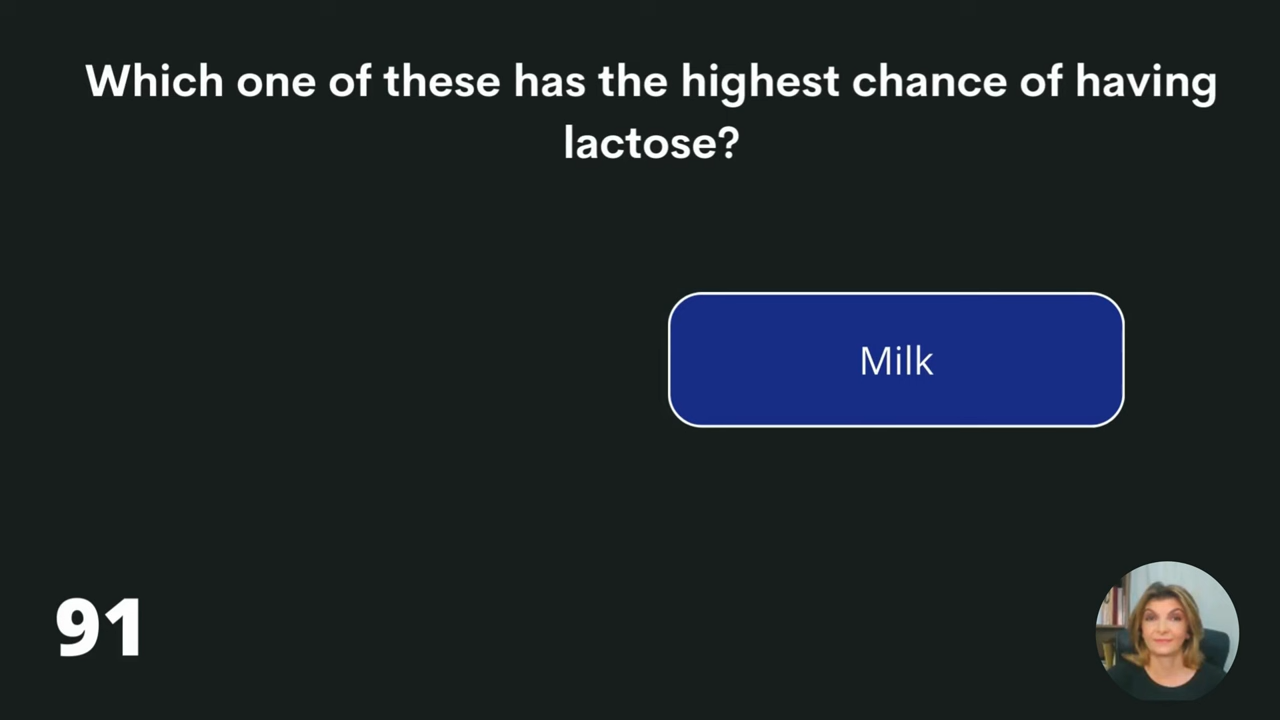 Which one of these has the highest chance of having
lactose?
Milk
91